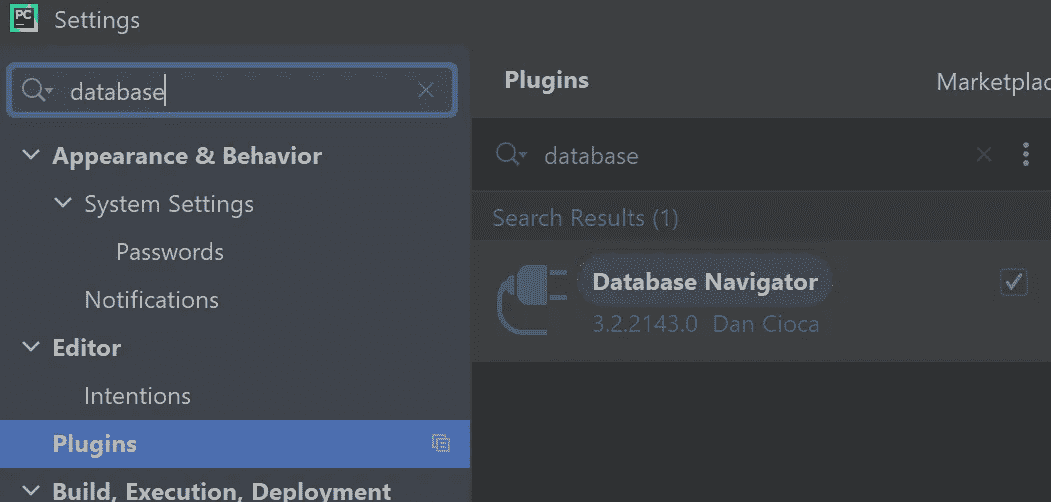 PC
Settings
database
Appearance & Behavior
System Settings
Passwords
Notifications
Editor
Intentions
Plugins
Build, Execution, Deployment
Plugins
database
Search Results (1)
Database Navigator
3.2.2143.0 Dan Cioca